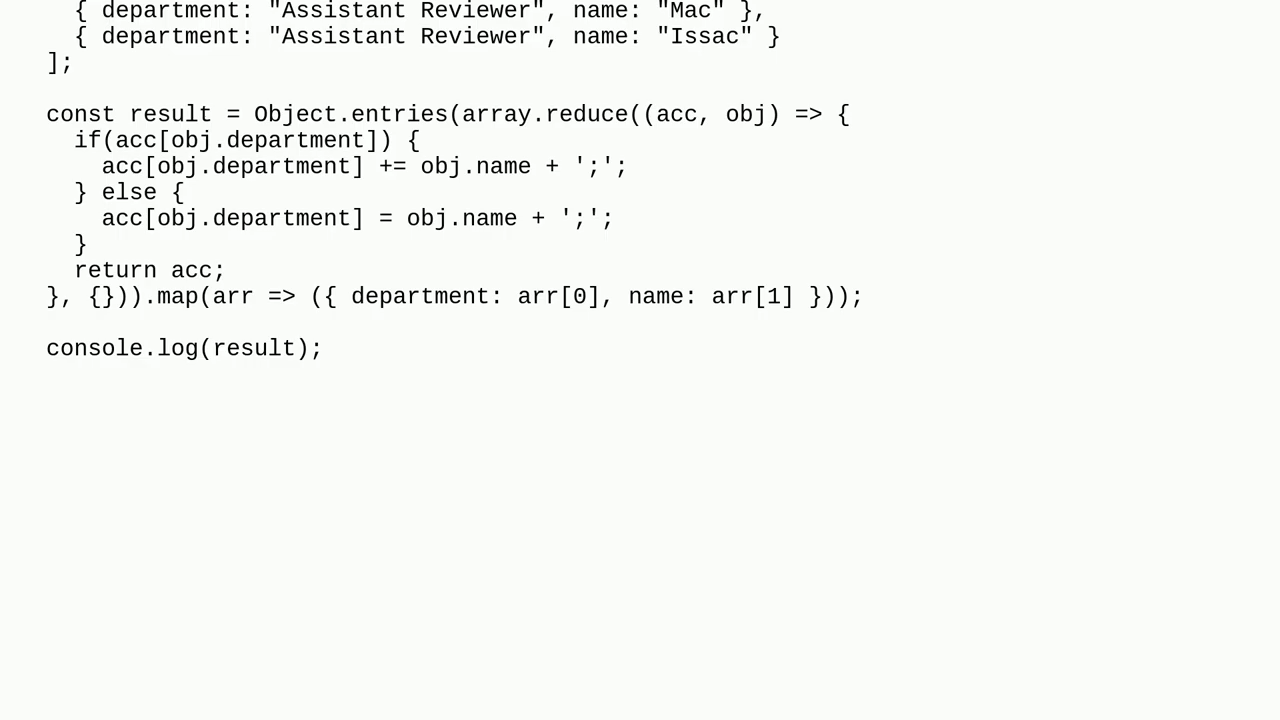 { department: "Assistant Reviewer", name: "Mac" },
{ department: "Assistant Reviewer", name: "Issac" }
];
const result = Object.entries(array.reduce((acc, obj) => {
if(acc[obj.department]) {
acc[obj.department] += obj.name + ';';
} else {
acc[obj.department] = obj.name + ';';
}
return acc;
}, {})).map(arr => ({ department: arr[0], name: arr[1] }));
console.log(result);